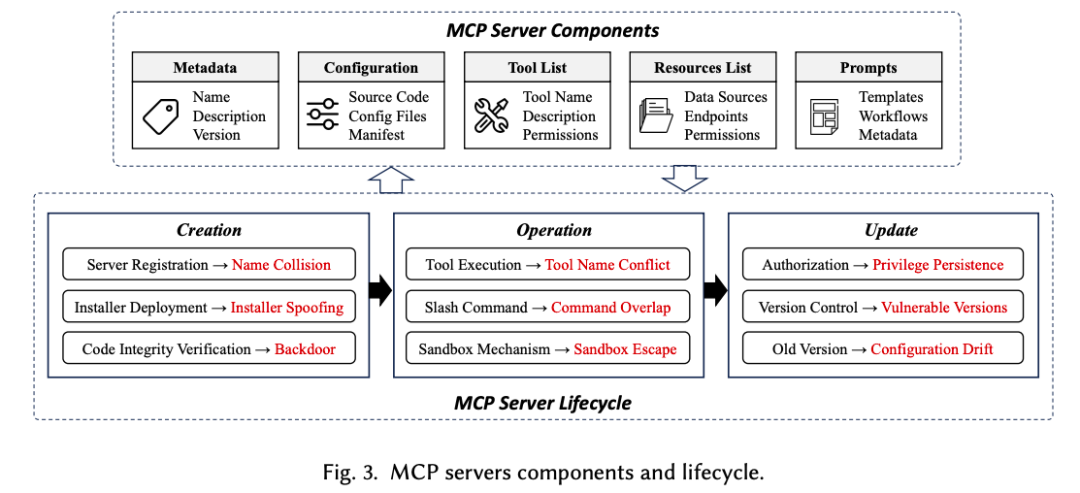 MCP Server Components
Metadata
Name
Description
Version
Configuration
Source Code
Config Files
Manifest
Tool List
Tool Name
Description
Permissions
Resources List
Data Sources
Endpoints
Permissions
Prompts
Templates
Workflows
Metadata
Creation
Server Registration → Name Collision
Installer Deployment → Installer Spoofing
Code Integrity Verification → Backdoor
Operation
Tool Execution → Tool Name Conflict
Slash Command → Command Overlap
Sandbox Mechanism → Sandbox Escape
Update
Authorization → Privilege Persistence
Version Control → Vulnerable Versions
Old Version → Configuration Drift
MCP Server Lifecycle
Fig. 3. MCP servers components and lifecycle.